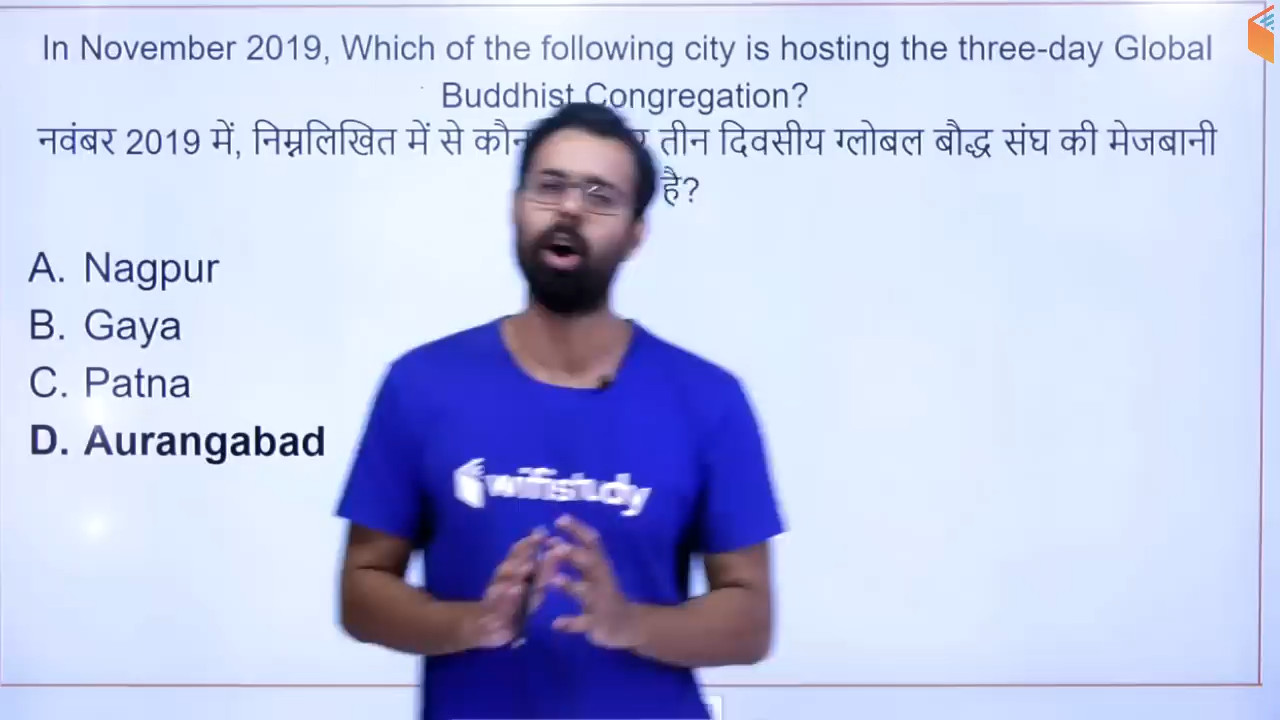 In November 2019, Which of the following city is hosting the three-day Global
Buddhist Congregation?
नवंबर 2019 में, निम्नलिखित में से तीन दिवसीय ग्लोबल बौद्ध संघ की मेजबानी
है?
A. Nagpur
B. Gaya
C. Patna
D. Aurangabad
wifistudy